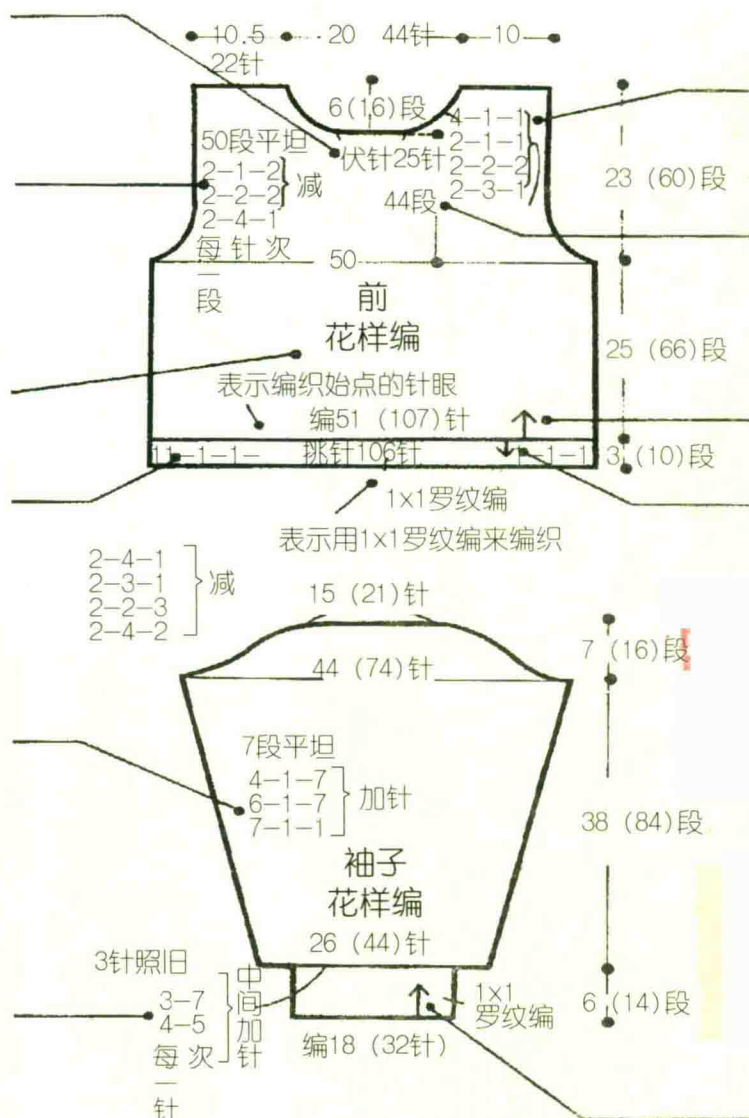 10.5 20 44针 10
22针
6(16)段
4-1-1
2-1-1
2-2-2
2-3-1
50段平坦
2-1-2
2-2-2
2-4-1
减
每针次
一
段
伏针25针
44段
23 (60) 段
50
前
花样编
25 (66) 段
表示编织始点的针眼
编51 (107) 针
11-1-1- 挑针106针 1-1-1 3 (10) 段
1x1罗纹编
表示用1x1罗纹编来编织
2-4-1
2-3-1
2-2-3
2-4-2
减
15 (21) 针
7 (16) 段
44 (74) 针
7段平坦
4-1-7
6-1-7
7-1-1
加针
38 (84) 段
袖子
花样编
26 (44) 针
3针照旧
3-7
4-5
每次
一
针
中间加针
1x1
罗纹编
6 (14) 段
编18 (32针)